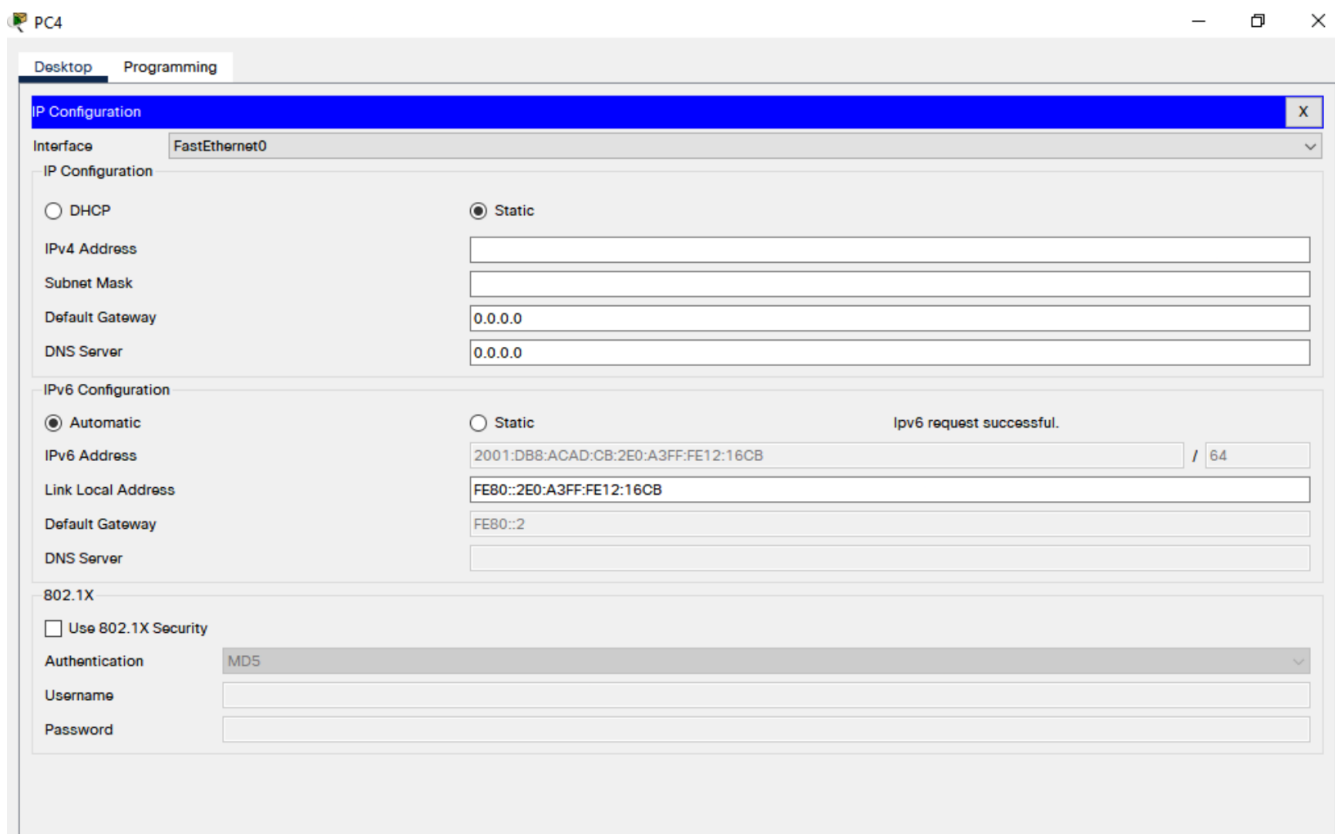 PC4
Desktop Programming
IP Configuration X
Interface FastEthernet0
IP Configuration
DHCP Static
IPv4 Address
Subnet Mask
Default Gateway 0.0.0.0
DNS Server 0.0.0.0
IPv6 Configuration
Automatic Static Ipv6 request successful.
IPv6 Address 2001:DB8:ACAD:CB:2E0:A3FF:FE12:16CB / 64
Link Local Address FE80::2E0:A3FF:FE12:16CB
Default Gateway FE80::2
DNS Server
802.1X
Use 802.1X Security
Authentication MD5
Username
Password